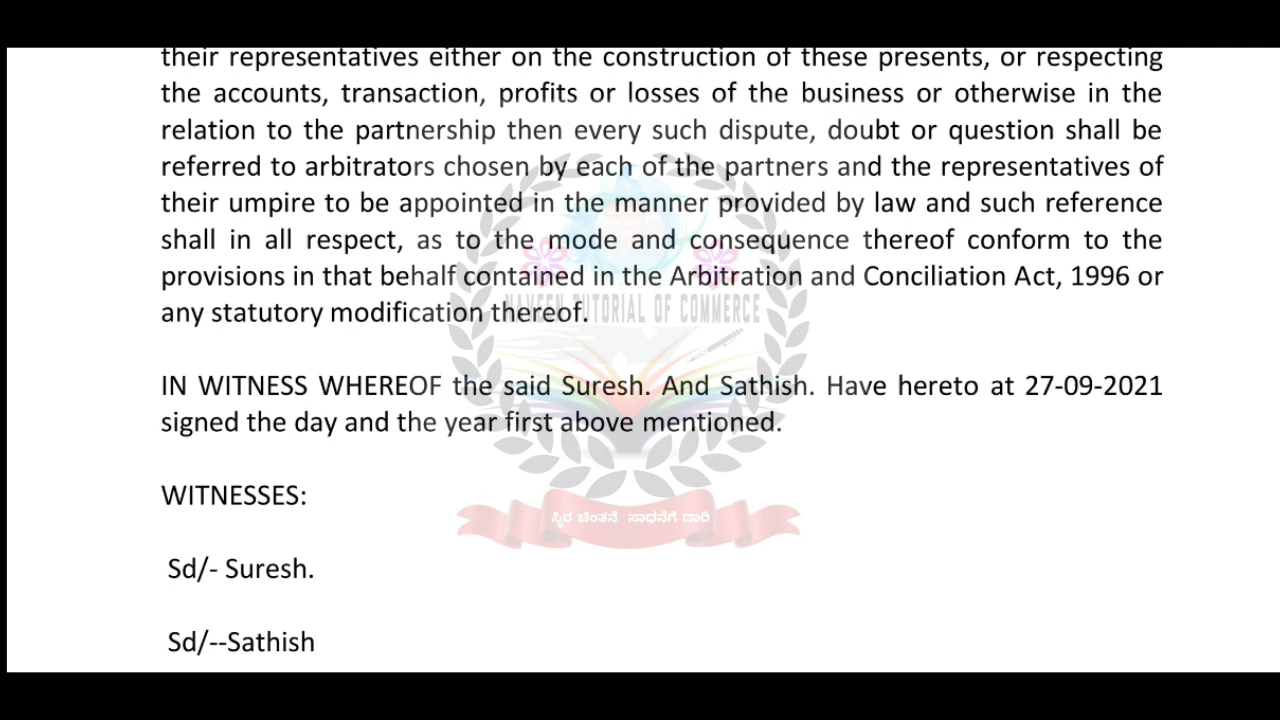 their representatives either on the construction of these presents, or respecting
the accounts, transaction, profits or losses of the business or otherwise in the
relation to the partnership then every such dispute, doubt or question shall be
referred to arbitrators chosen by each of the partners and the representatives of
their umpire to be appointed in the manner provided by law and such reference
shall in all respect, as to the mode and consequence thereof conform to the
provisions in that behalf contained in the Arbitration and Conciliation Act, 1996 or
NAVEEN TUTORIAL OF COMMERCE
any statutory modification thereof.
IN WITNESS WHEREOF the said Suresh. And Sathish. Have hereto at 27-09-2021
signed the day and the year first above mentioned.
WITNESSES:
ಸ್ಥಿರ ಚಿಂತನೆ ಸಾಧನೆಗೆ ದಾರಿ
Sd/- Suresh.
Sd/--Sathish